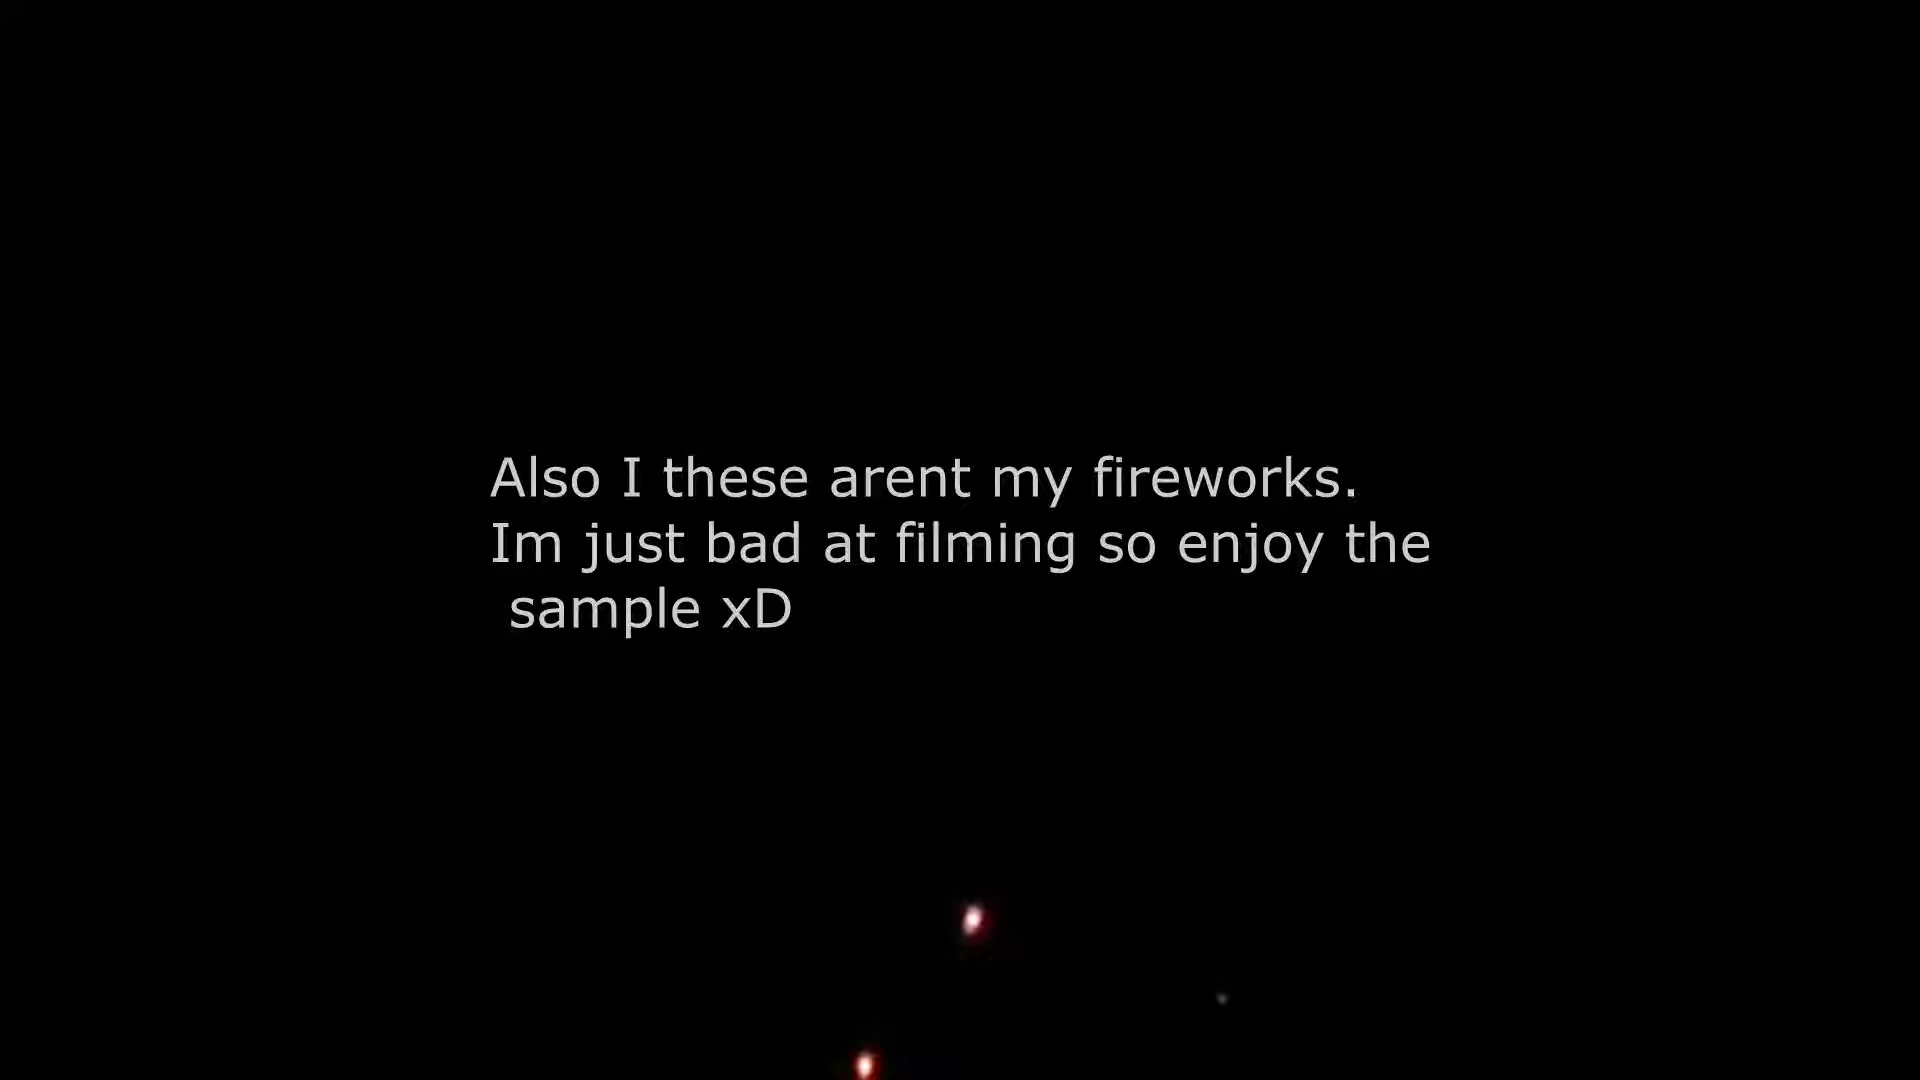 Also I these arent my fireworks.
Im just bad at filming so enjoy the
sample xD